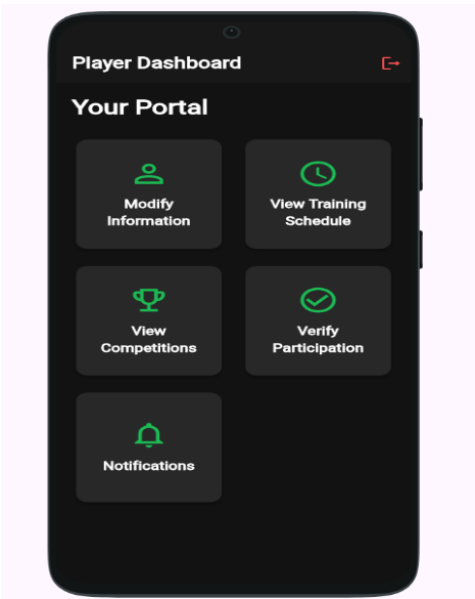 Player Dashboard
Your Portal
Modify
Information
View Training
Schedule
View
Competitions
Verify
Participation
Notifications